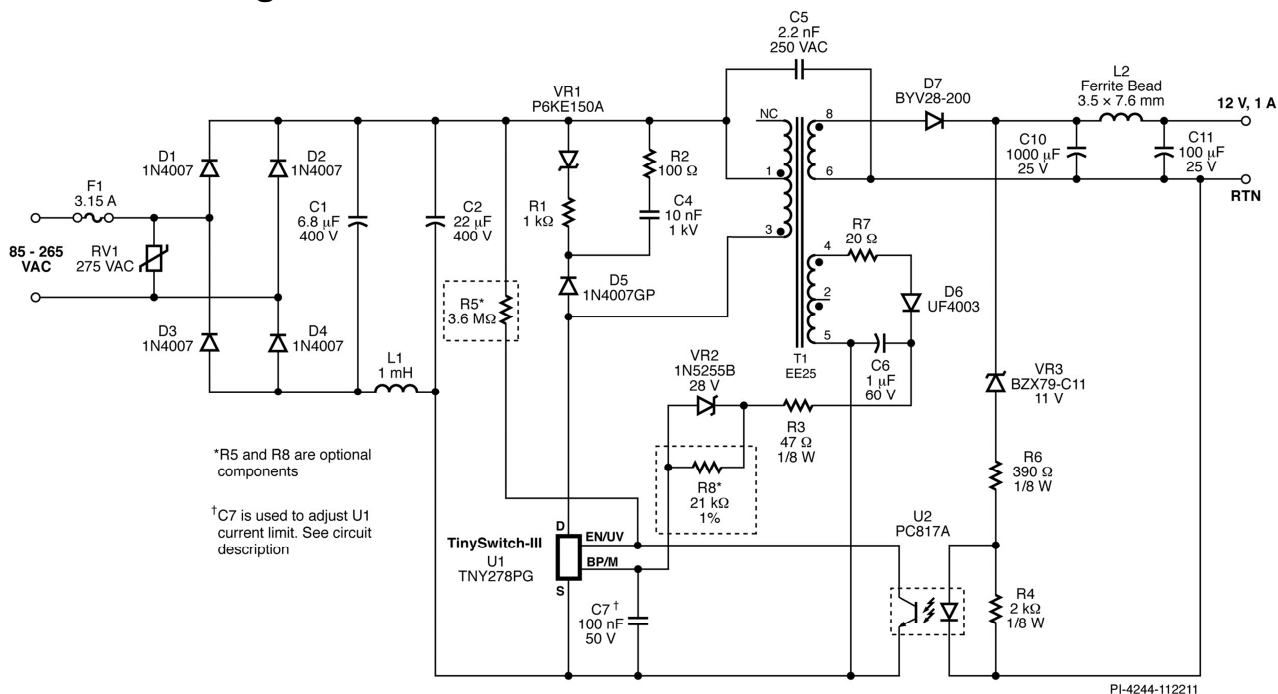 g
C5
2.2 nF
250 VAC
VR1
P6KE150A
D7
BYV28-200
L2
Ferrite Bead
3.5 × 7.6 mm
12 V, 1 A
NC
8
D1
1N4007
D2
1N4007
R2
100 Ω
C10
1000 µF
25 V
C11
100 µF
25 V
1
6
RTN
F1
3.15 A
C1
6.8 µF
400 V
C2
22 µF
400 V
R1
1 kΩ
C4
10 nF
1 kV
3
R7
20 Ω
4
85 - 265
VAC
RV1
275 VAC
D5
1N4007GP
2
D6
UF4003
R5*
3.6 MΩ
D3
1N4007
D4
1N4007
5
T1
EE25
C6
1 µF
60 V
L1
1 mH
VR2
1N5255B
28 V
VR3
BZX79-C11
11 V
R3
47 Ω
1/8 W
*R5 and R8 are optional
components
R6
390 Ω
1/8 W
R8*
21 kΩ
1%
†C7 is used to adjust U1
current limit. See circuit
description
U2
PC817A
TinySwitch-III
U1
TNY278PG
D
EN/UV
BP/M
S
C7†
100 nF
50 V
R4
2 kΩ
1/8 W
PI-4244-112211